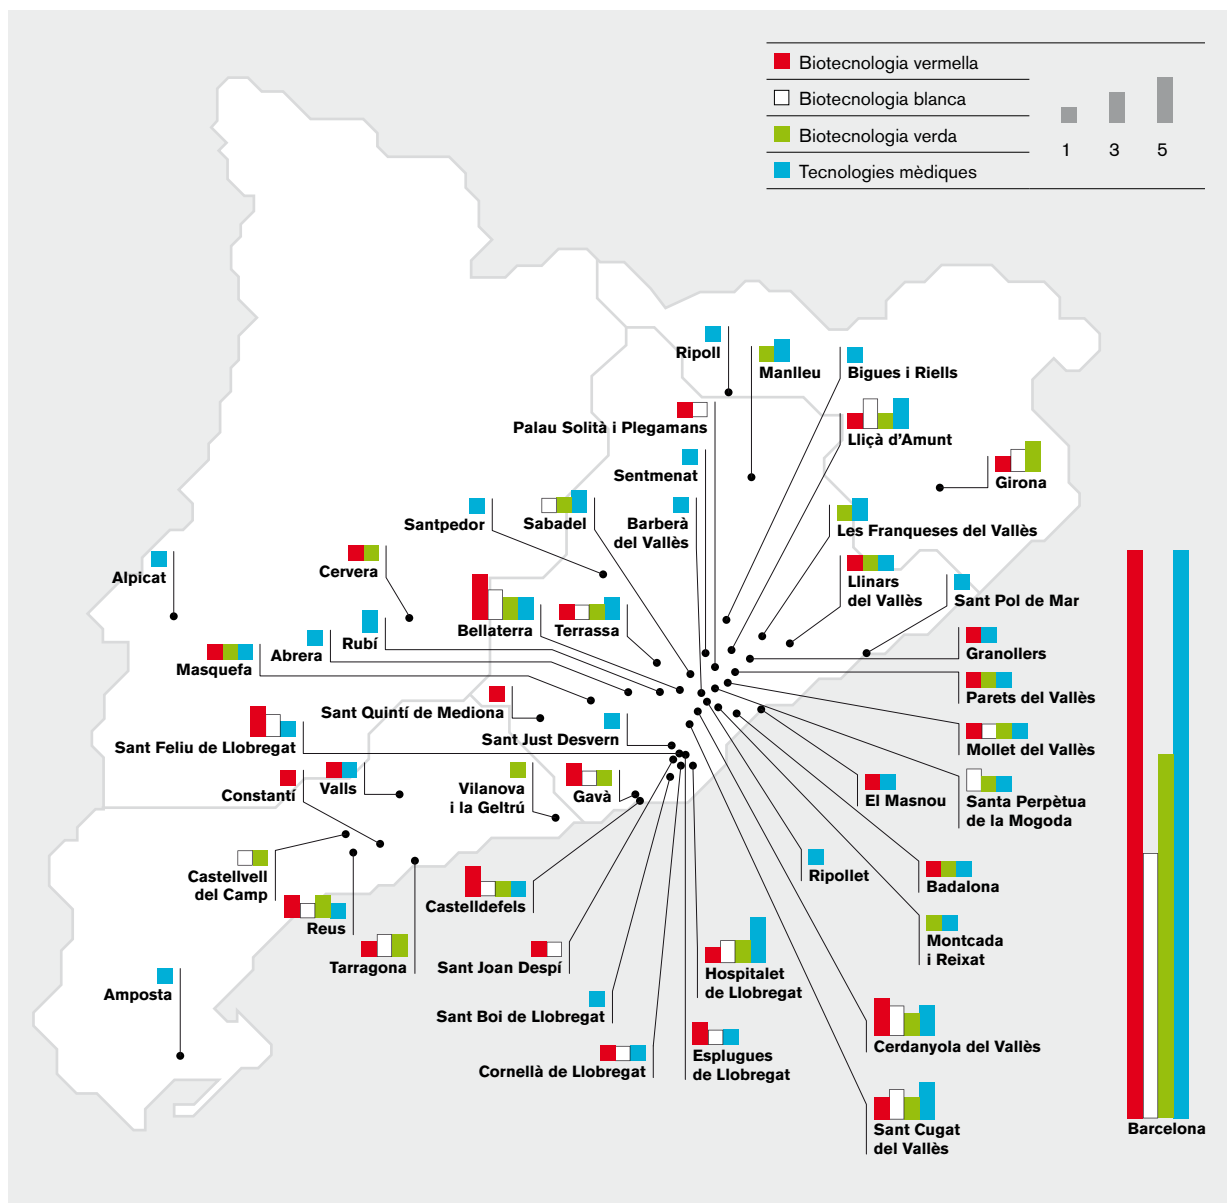 Biotecnologia vermella
Biotecnologia blanca
Biotecnologia verda
Tecnologies mèdiques
1 3 5
Ripoll
Manlleu
Bigues i Riells
Palau Solità i Plegamans
Lliçà d'Amunt
Sentmenat
Girona
Santpedor
Sabadel
Barberà
del Vallès
Les Franqueses del Vallès
Alpicat
Cervera
Llinars
del Vallès
Sant Pol de Mar
Bellaterra
Terrassa
Rubí
Abrera
Masquefa
Granollers
Parets del Vallès
Sant Quintí de Mediona
Sant Just Desvern
Sant Feliu de Llobregat
Mollet del Vallès
Constantí
Valls
Vilanova
i la Geltrú
Gavà
El Masnou
Santa Perpètua
de la Mogoda
Castellvell
del Camp
Castelldefels
Ripollet
Badalona
Reus
Tarragona
Sant Joan Despí
Hospitalet
de Llobregat
Montcada
i Reixat
Amposta
Sant Boi de Llobregat
Cornellà de Llobregat
Esplugues
de Llobregat
Cerdanyola del Vallès
Sant Cugat
del Vallès
Barcelona